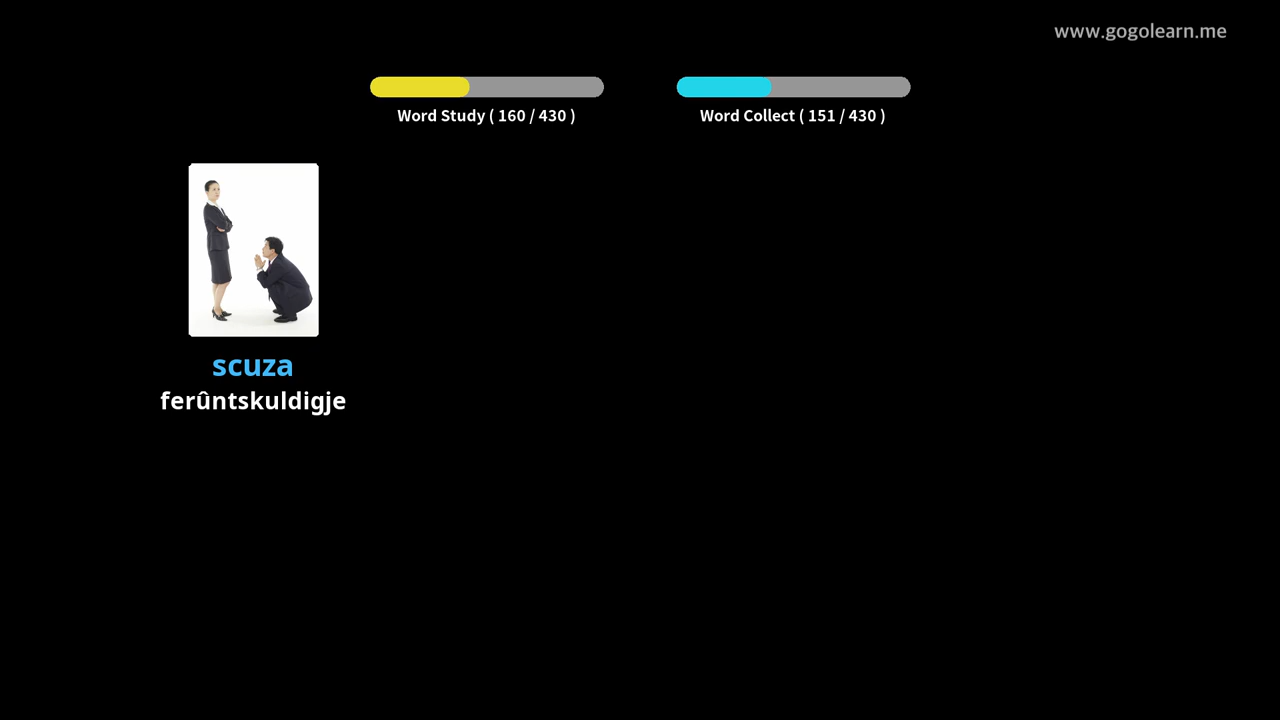 www.gogolearn.me
Word Study ( 160 / 430 )
Word Collect ( 151 / 430 )
scuza
ferûntskuldigje